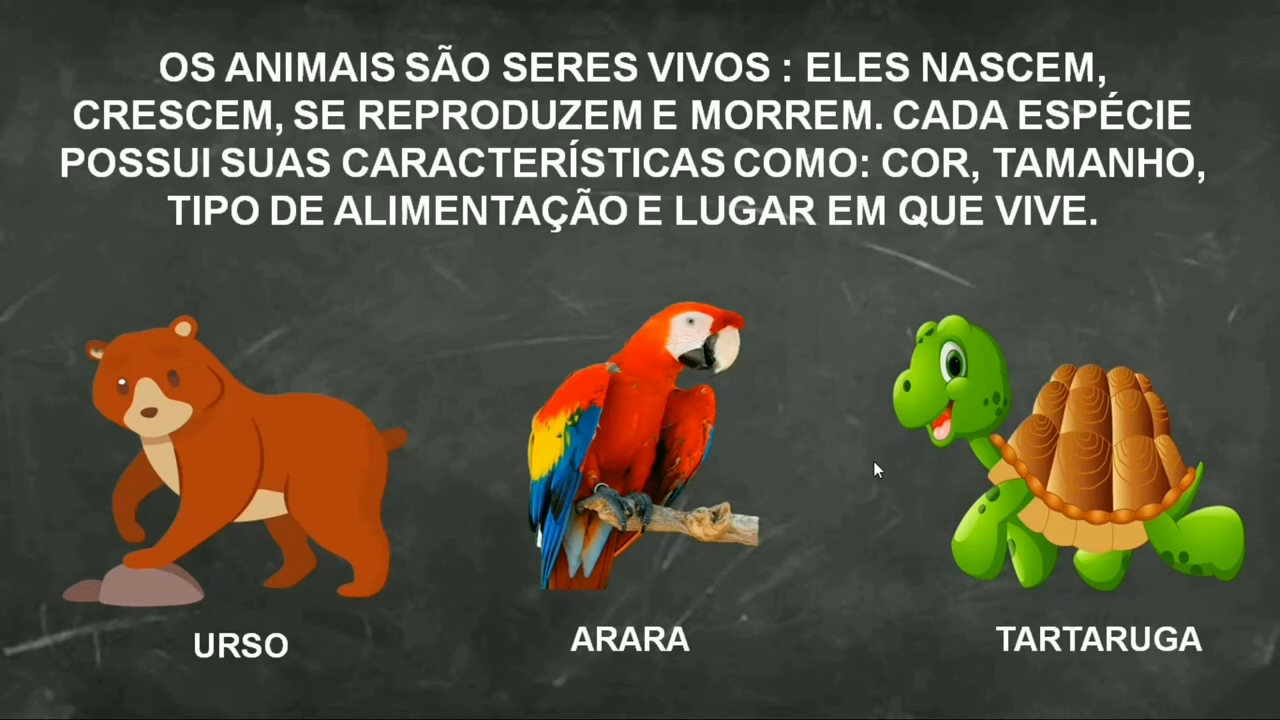 OS ANIMAIS SÃO SERES VIVOS : ELES NASCEM,
CRESCEM, SE REPRODUZEM E MORREM. CADA ESPÉCIE
POSSUI SUAS CARACTERÍSTICAS COMO: COR, TAMANHO,
TIPO DE ALIMENTAÇÃO E LUGAR EM QUE VIVE.
URSO
ARARA
TARTARUGA